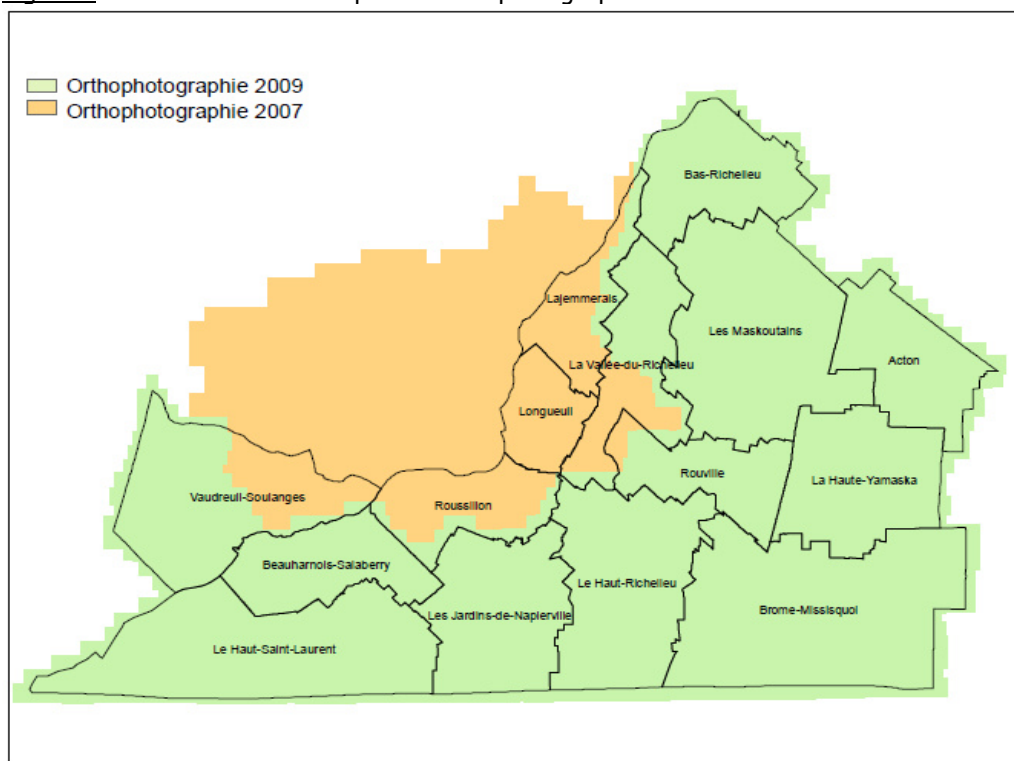 Orthophotographie 2009
Orthophotographie 2007
Bas-Richelieu
Lajemmerais
Les Maskoutains
La Vallée-du-Richelieu
Acton
Longueuil
Rouville
La Haute-Yamaska
Vaudreuil-Soulanges
Roussillon
Beauharnois-Salaberry
Le Haut-Richelieu
Les Jardins-de-Napierville
Brome-Missisquoi
Le Haut-Saint-Laurent